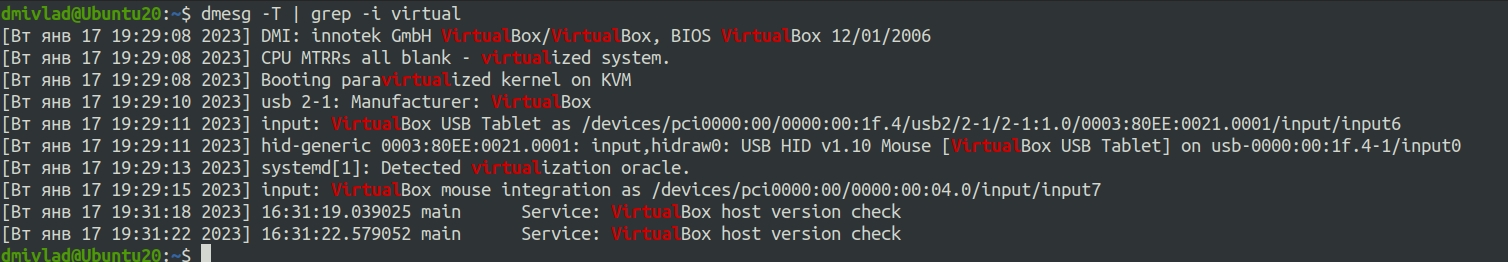 dmivlad@Ubuntu20:~$ dmesg -T | grep -i virtual
[Вт янв 17 19:29:08 2023] DMI: innotek GmbH VirtualBox/VirtualBox, BIOS VirtualBox 12/01/2006
[Вт янв 17 19:29:08 2023] CPU MTRRs all blank - virtualized system.
[Вт янв 17 19:29:08 2023] Booting paravirtualized kernel on KVM
[Вт янв 17 19:29:10 2023] usb 2-1: Manufacturer: VirtualBox
[Вт янв 17 19:29:11 2023] input: VirtualBox USB Tablet as /devices/pci0000:00/0000:00:1f.4/usb2/2-1/2-1:1.0/0003:80EE:0021.0001/input/input6
[Вт янв 17 19:29:11 2023] hid-generic 0003:80EE:0021.0001: input,hidraw0: USB HID v1.10 Mouse [VirtualBox USB Tablet] on usb-0000:00:1f.4-1/input0
[Вт янв 17 19:29:13 2023] systemd[1]: Detected virtualization oracle.
[Вт янв 17 19:29:15 2023] input: VirtualBox mouse integration as /devices/pci0000:00/0000:00:04.0/input/input7
[Вт янв 17 19:31:18 2023] 16:31:19.039025 main      Service: VirtualBox host version check
[Вт янв 17 19:31:22 2023] 16:31:22.579052 main      Service: VirtualBox host version check
dmivlad@Ubuntu20:~$